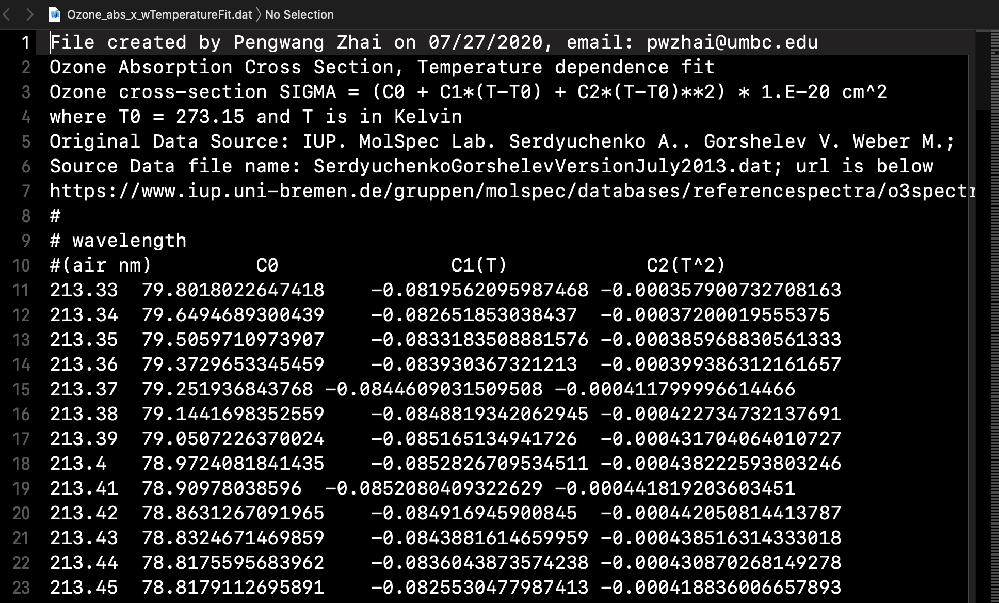 Ozone_abs_x_wTemperatureFit.dat 〉 No Selection
1 File created by Pengwang Zhai on 07/27/2020, email: pwzhai@umbc.edu
2 Ozone Absorption Cross Section, Temperature dependence fit
3 Ozone cross-section SIGMA = (C0 + C1*(T-T0) + C2*(T-T0)**2) * 1.E-20 cm^2
4 where T0 = 273.15 and T is in Kelvin
5 Original Data Source: IUP. MolSpec Lab. Serdyuchenko A.. Gorshelev V. Weber M.;
6 Source Data file name: SerdyuchenkoGorshelevVersionJuly2013.dat; url is below
7 https://www.iup.uni-bremen.de/gruppen/molspec/databases/referencespectra/o3spectr
8 #
9 # wavelength
10 #(air nm) C0 C1(T) C2(T^2)
11 213.33 79.8018022647418 -0.0819562095987468 -0.000357900732708163
12 213.34 79.6494689300439 -0.082651853038437 -0.00037200019555375
13 213.35 79.5059710973907 -0.0833183508881576 -0.000385968830561333
14 213.36 79.3729653345459 -0.083930367321213 -0.000399386312161657
15 213.37 79.251936843768 -0.0844609031509508 -0.000411799996614466
16 213.38 79.1441698352559 -0.0848819342062945 -0.000422734732137691
17 213.39 79.0507226370024 -0.085165134941726 -0.000431704064010727
18 213.4 78.9724081841435 -0.0852826709534511 -0.000438222593803246
19 213.41 78.90978038596 -0.0852080409322629 -0.000441819203603451
20 213.42 78.8631267091965 -0.084916945900845 -0.000442050814413787
21 213.43 78.8324671469859 -0.0843881614659959 -0.000438516314333018
22 213.44 78.8175595683962 -0.0836043873574238 -0.000430870268149278
23 213.45 78.8179112695891 -0.0825530477987413 -0.000418836006657893